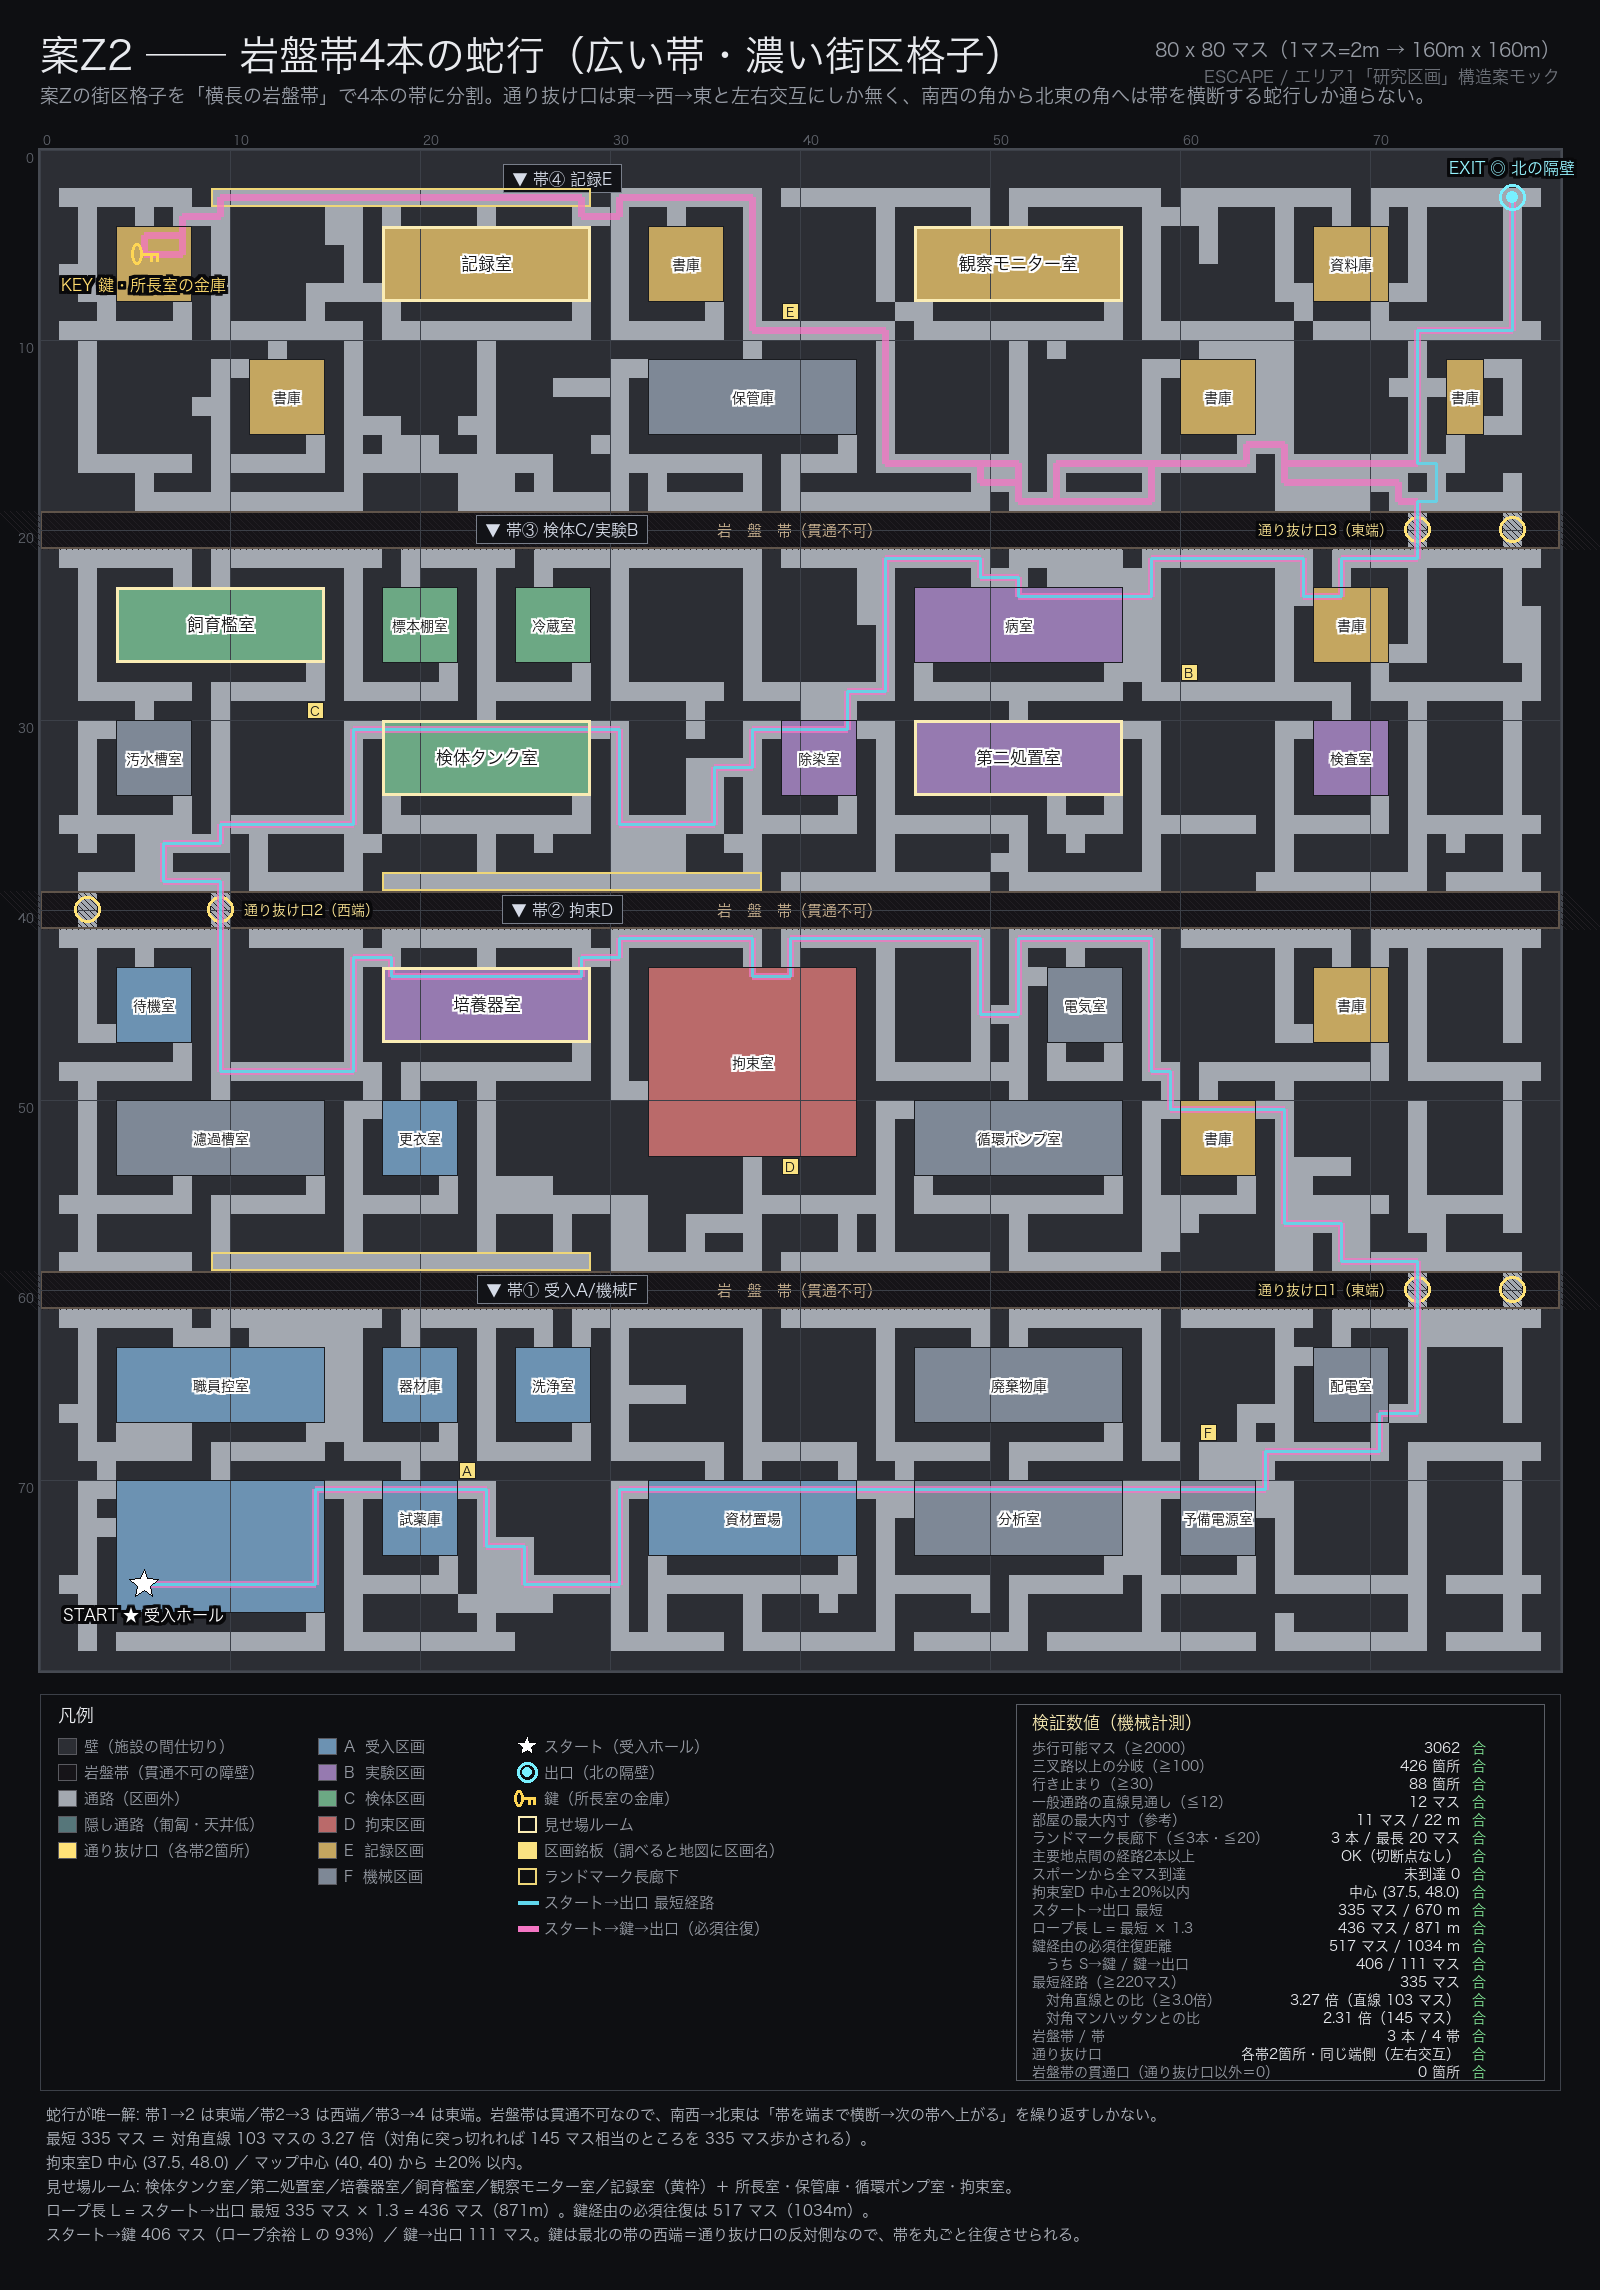 案Z2 ―― 岩盤帯4本の蛇行（広い帯・濃い街区格子）
80 x 80 マス（1マス=2m → 160m x 160m）
ESCAPE / エリア1「研究区画」構造案モック
案Zの街区格子を「横長の岩盤帯」で4本の帯に分割。通り抜け口は東→西→東と左右交互にしか無く、南西の角から北東の角へは帯を横断する蛇行しか通らない。
0 10 20 30 40 50 60 70
0
EXIT ◎ 北の隔壁
▼ 帯④ 記録E
記録室
書庫
観察モニター室
資料庫
KEY 鍵・所長室の金庫
E
10
書庫
保管庫
書庫
書庫
20
▼ 帯③ 検体C/実験B
岩 盤 帯（貫通不可）
通り抜け口3（東端）
飼育檻室
標本棚室
冷蔵室
病室
書庫
B
C
30
汚水槽室
検体タンク室
除染室
第二処置室
検査室
40
通り抜け口2（西端）
▼ 帯② 拘束D
岩 盤 帯（貫通不可）
待機室
培養器室
電気室
書庫
拘束室
50
濾過槽室
更衣室
循環ポンプ室
書庫
D
60
▼ 帯① 受入A/機械F
岩 盤 帯（貫通不可）
通り抜け口1（東端）
職員控室
器材庫
洗浄室
廃棄物庫
配電室
F
A
70
試薬庫
資材置場
分析室
予備電源室
START ★ 受入ホール
凡例
壁（施設の間仕切り）
岩盤帯（貫通不可の障壁）
通路（区画外）
隠し通路（匍匐・天井低）
通り抜け口（各帯2箇所）
A 受入区画
B 実験区画
C 検体区画
D 拘束区画
E 記録区画
F 機械区画
スタート（受入ホール）
出口（北の隔壁）
鍵（所長室の金庫）
見せ場ルーム
区画銘板（調べると地図に区画名）
ランドマーク長廊下
スタート→出口 最短経路
スタート→鍵→出口（必須往復）
検証数値（機械計測）
歩行可能マス（≥2000） 3062 合
三叉路以上の分岐（≥100） 426 箇所 合
行き止まり（≥30） 88 箇所 合
一般通路の直線見通し（≤12） 12 マス 合
部屋の最大内寸（参考） 11 マス / 22 m 合
ランドマーク長廊下（≤3本・≤20） 3 本 / 最長 20 マス 合
主要地点間の経路2本以上 OK（切断点なし） 合
スポーンから全マス到達 未到達 0 合
拘束室D 中心±20%以内 中心 (37.5, 48.0) 合
スタート→出口 最短 335 マス / 670 m 合
ロープ長 L = 最短 × 1.3 436 マス / 871 m 合
鍵経由の必須往復距離 517 マス / 1034 m 合
うち S→鍵 / 鍵→出口 406 / 111 マス 合
最短経路（≥220マス） 335 マス 合
対角直線との比（≥3.0倍） 3.27 倍（直線 103 マス） 合
対角マンハッタンとの比 2.31 倍（145 マス） 合
岩盤帯 / 帯 3 本 / 4 帯 合
通り抜け口 各帯2箇所・同じ端側（左右交互） 合
岩盤帯の貫通口（通り抜け口以外＝0） 0 箇所 合
蛇行が唯一解: 帯1→2 は東端／帯2→3 は西端／帯3→4 は東端。岩盤帯は貫通不可なので、南西→北東は「帯を端まで横断→次の帯へ上がる」を繰り返すしかない。
最短 335 マス ＝ 対角直線 103 マスの 3.27 倍（対角に突っ切れれば 145 マス相当のところを 335 マス歩かされる）。
拘束室D 中心 (37.5, 48.0) ／ マップ中心 (40, 40) から ±20% 以内。
見せ場ルーム: 検体タンク室／第二処置室／培養器室／飼育檻室／観察モニター室／記録室（黄枠）＋ 所長室・保管庫・循環ポンプ室・拘束室。
ロープ長 L = スタート→出口 最短 335 マス × 1.3 = 436 マス（871m）。鍵経由の必須往復は 517 マス（1034m）。
スタート→鍵 406 マス（ロープ余裕 L の 93%）／ 鍵→出口 111 マス。鍵は最北の帯の西端＝通り抜け口の反対側なので、帯を丸ごと往復させられる。